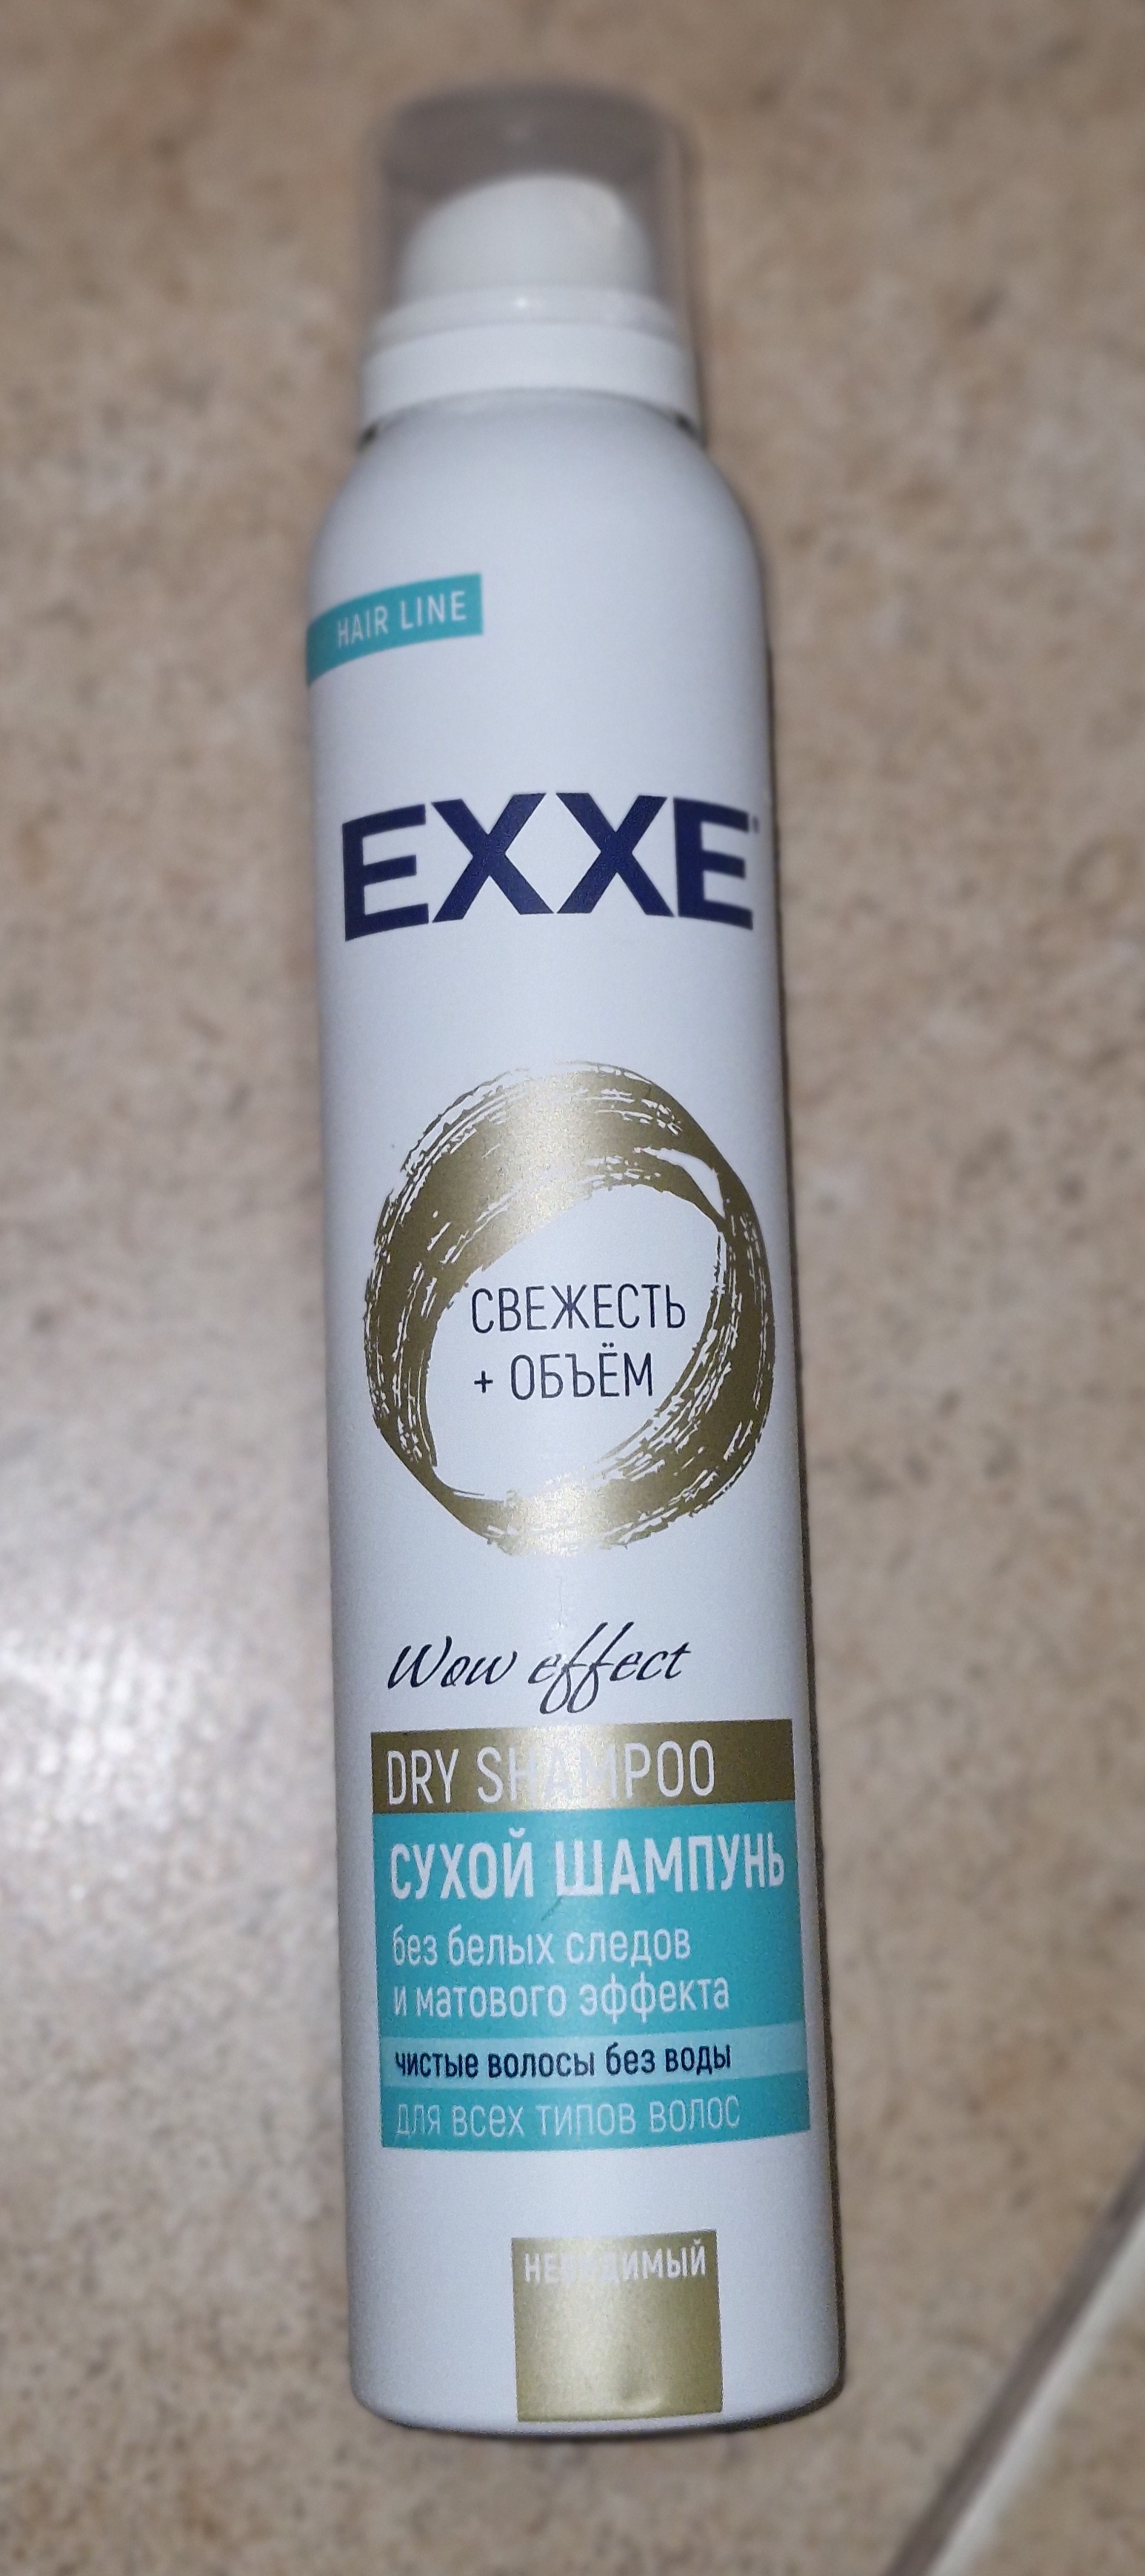 HAIR LINE
EXXE
СВЕЖЕСТЬ
+ ОБЪЁМ
Wow effect
DRY SHAMPOO
СУХОЙ ШАМПУНЬ
без белых следов
и матового эффекта
чистые волосы без воды
для всех типов волос
НЕВИДИМЫЙ